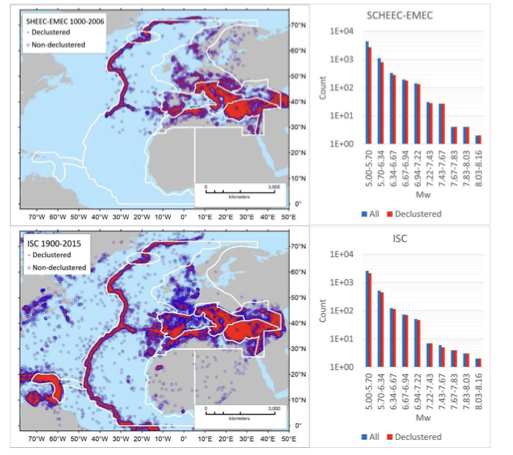 SHEEC-EMEC 1000-2006
Declustered
Non-declustered
70°N
60°N
50°N
40°N
30°N
20°N
10°N
0°
0 3,000
kilometers
70°W 60°W 50°W 40°W 30°W 20°W 10°W 0° 10°E 20°E 30°E 40°E 50°E
SCHEEC-EMEC
1E+04
1E+03
1E+02
1E+01
1E+00
Count
5.00-5.70
5.70-6.34
6.34-6.67
6.67-6.94
6.94-7.22
7.22-7.43
7.43-7.67
7.67-7.83
7.83-8.03
8.03-8.16
Mw
All Declustered
ISC 1900-2015
Declustered
Non-declustered
70°N
60°N
50°N
40°N
30°N
20°N
10°N
0°
0 3,000
kilometers
70°W 60°W 50°W 40°W 30°W 20°W 10°W 0° 10°E 20°E 30°E 40°E 50°E
ISC
1E+04
1E+03
1E+02
1E+01
1E+00
Count
5.00-5.70
5.70-6.34
6.34-6.67
6.67-6.94
6.94-7.22
7.22-7.43
7.43-7.67
7.67-7.83
7.83-8.03
8.03-8.16
Mw
All Declustered